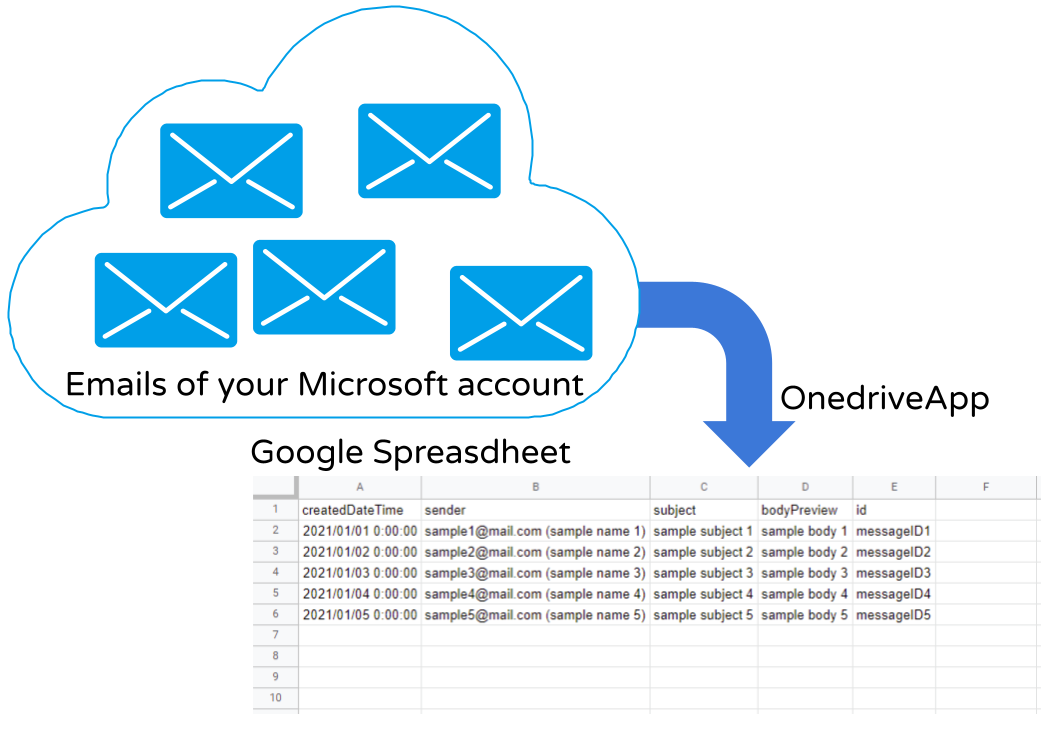 Emails of your Microsoft account
OnedriveApp
Google Spreasdheet
A B C D E F
1 createdDateTime sender subject bodyPreview id
2 2021/01/01 0:00:00 sample1@mail.com (sample name 1) sample subject 1 sample body 1 messageID1
3 2021/01/02 0:00:00 sample2@mail.com (sample name 2) sample subject 2 sample body 2 messageID2
4 2021/01/03 0:00:00 sample3@mail.com (sample name 3) sample subject 3 sample body 3 messageID3
5 2021/01/04 0:00:00 sample4@mail.com (sample name 4) sample subject 4 sample body 4 messageID4
6 2021/01/05 0:00:00 sample5@mail.com (sample name 5) sample subject 5 sample body 5 messageID5
7
8
9
10